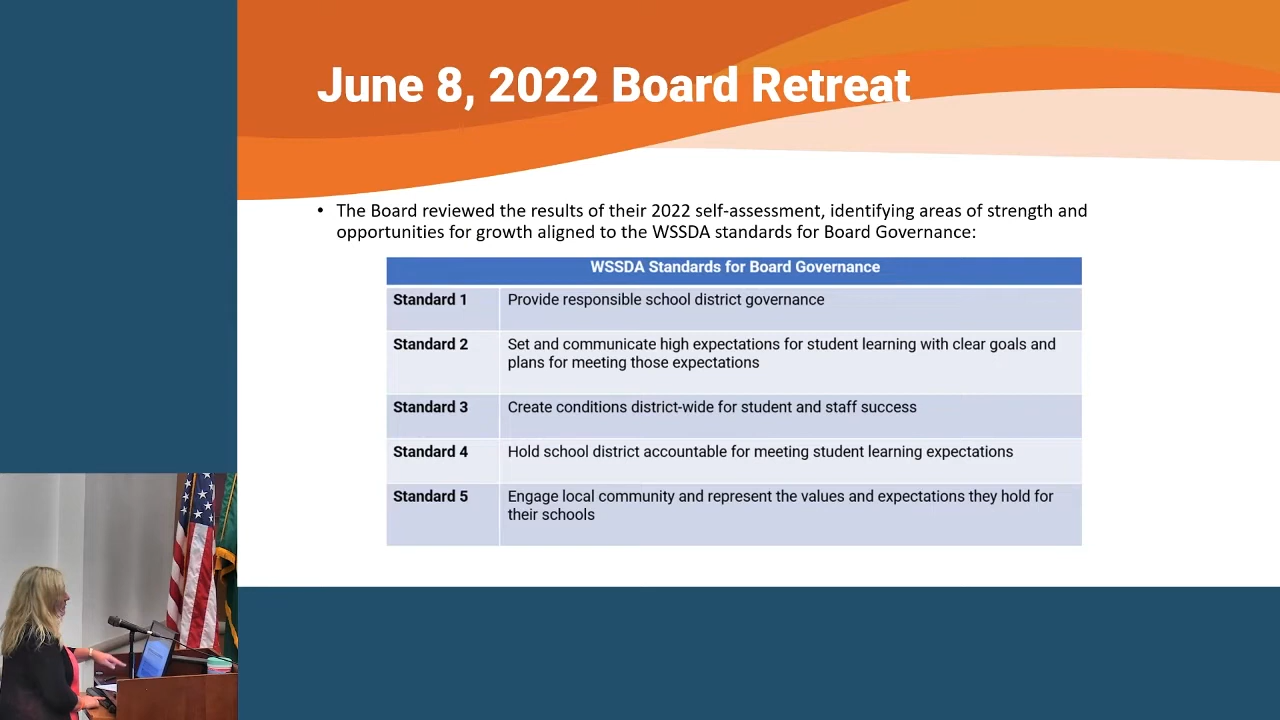 June 8, 2022 Board Retreat
• The Board reviewed the results of their 2022 self-assessment, identifying areas of strength and
opportunities for growth aligned to the WSSDA standards for Board Governance:
WSSDA Standards for Board Governance
Standard 1 Provide responsible school district governance
Standard 2 Set and communicate high expectations for student learning with clear goals and
plans for meeting those expectations
Standard 3 Create conditions district-wide for student and staff success
Standard 4 Hold school district accountable for meeting student learning expectations
Standard 5 Engage local community and represent the values and expectations they hold for
their schools